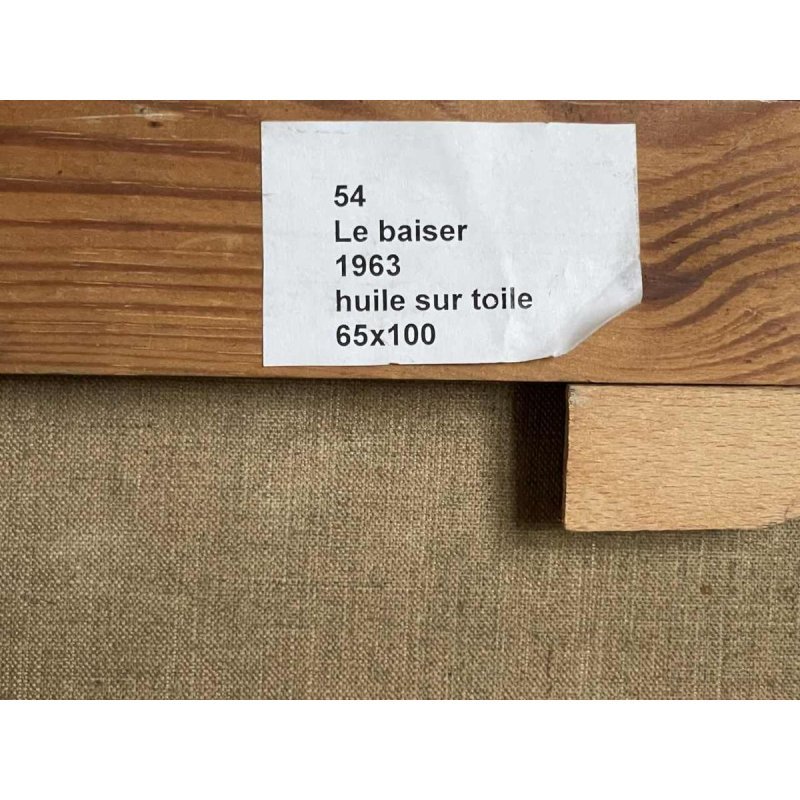 54
Le baiser
1963
huile sur toile
65x100